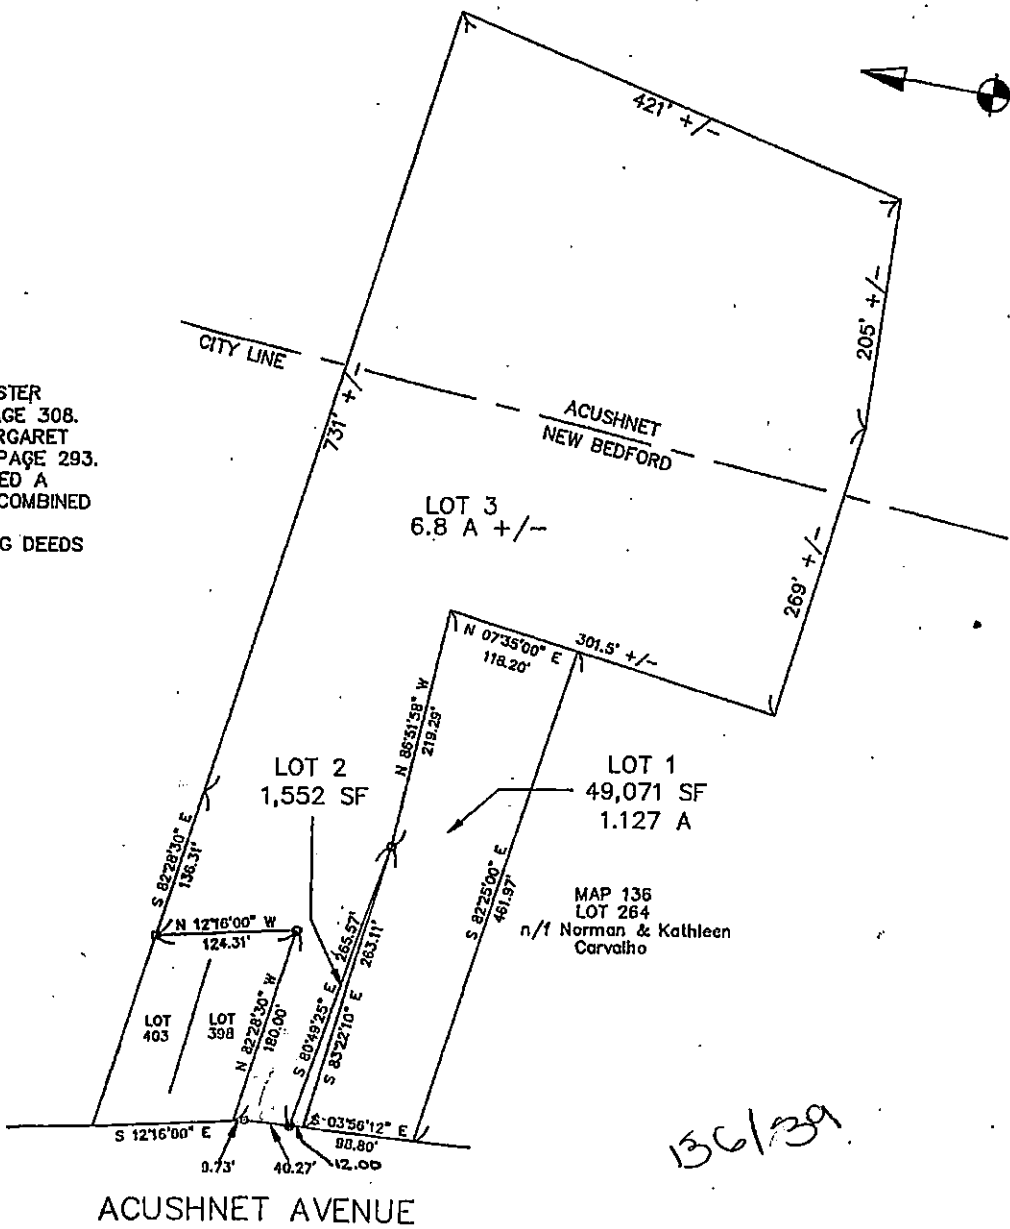 421' +/-
205' +/-
CITY LINE
731' +/-
ACUSHNET
NEW BEDFORD
STER
GE 308.
RGARET
PAGE 293.
ED A
COMBINED
G DEEDS
LOT 3
6.8 A +/-
269' +/-
N 07°35'00" E
118.20'
301.5' +/-
N 86°51'58" W
219.29'
LOT 2
1,552 SF
LOT 1
49,071 SF
1.127 A
S 82°28'30" E
136.31'
N 12°16'00" W
124.31'
S 82°25'00" E
461.97'
MAP 136
LOT 264
n/f Norman & Kathleen
Carvalho
LOT
403
LOT
398
N 82°28'30" W
180.00'
S 80°49'25" E 265.57'
S 83°22'10" E 263.11'
S 12°16'00" E
S 03°56'12" E
98.80'
40.27'
12.00
136/39
ACUSHNET AVENUE